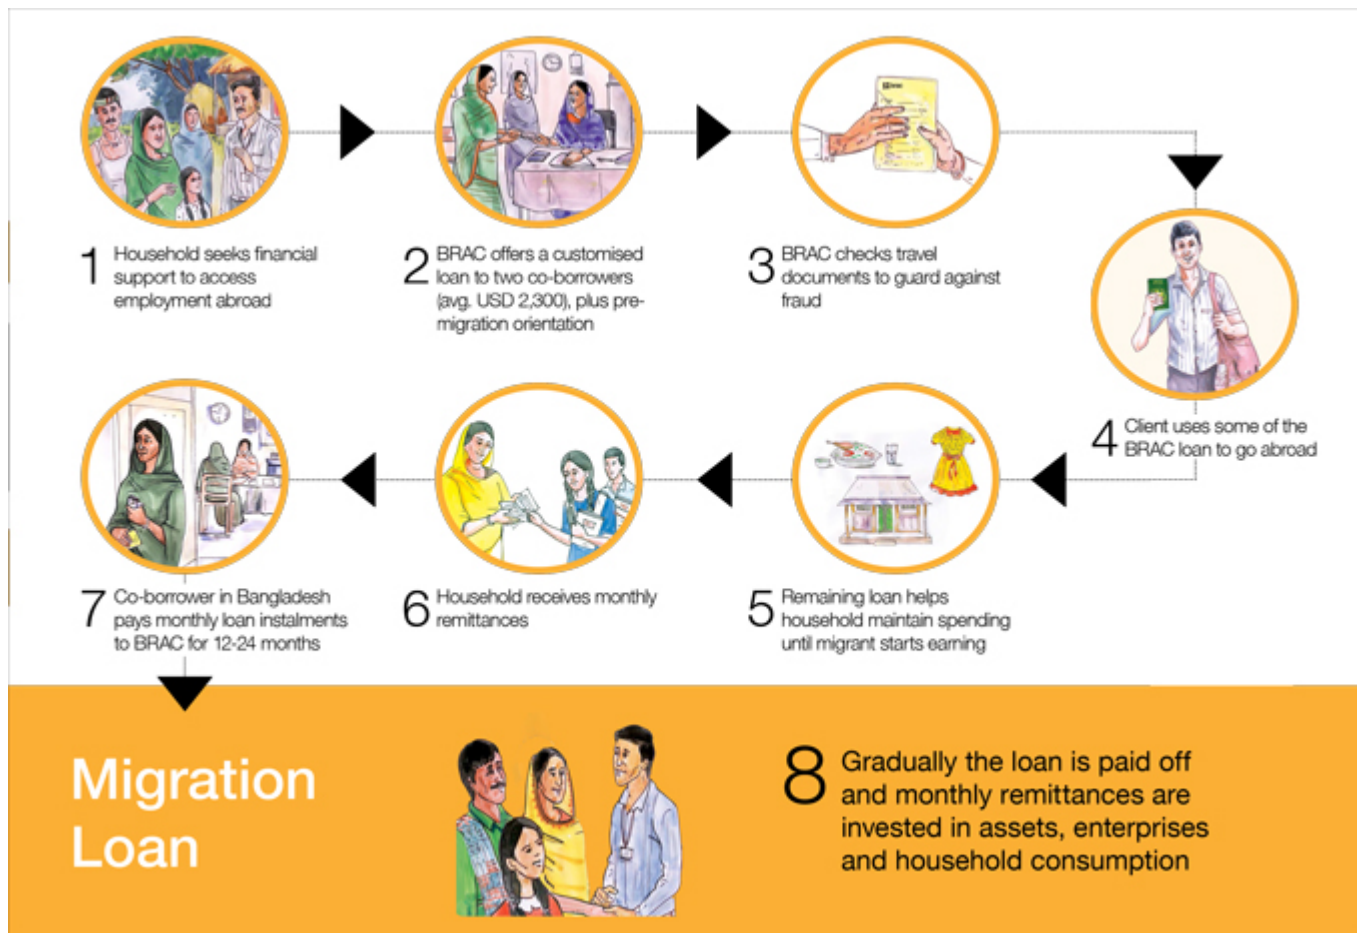 1
Household seeks financial
support to access
employment abroad
2
BRAC offers a customised
loan to two co-borrowers
(avg. USD 2,300), plus pre-
migration orientation
3
BRAC checks travel
documents to guard against
fraud
4
Client uses some of the
BRAC loan to go abroad
5
Remaining loan helps
household maintain spending
until migrant starts earning
6
Household receives monthly
remittances
7
Co-borrower in Bangladesh
pays monthly loan instalments
to BRAC for 12-24 months
Migration
Loan
8
Gradually the loan is paid off
and monthly remittances are
invested in assets, enterprises
and household consumption